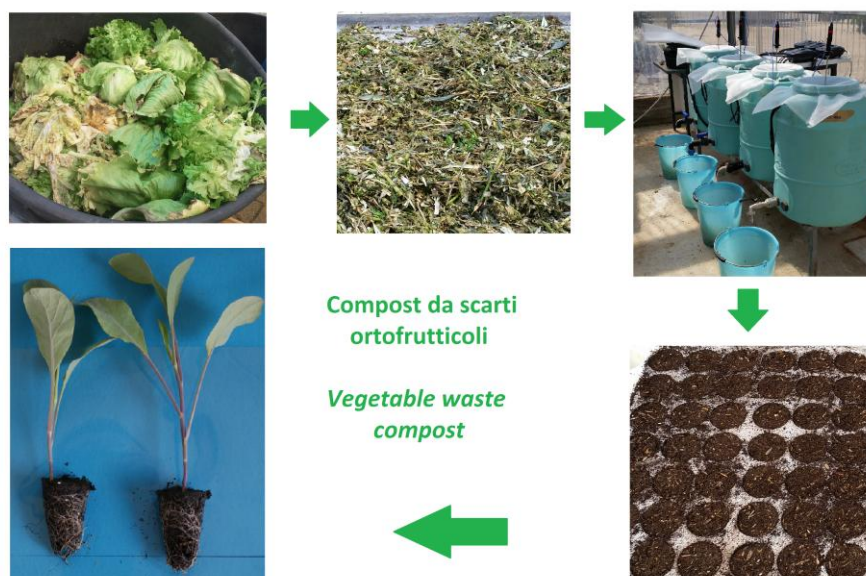 Compost da scarti
ortofrutticoli
Vegetable waste
compost